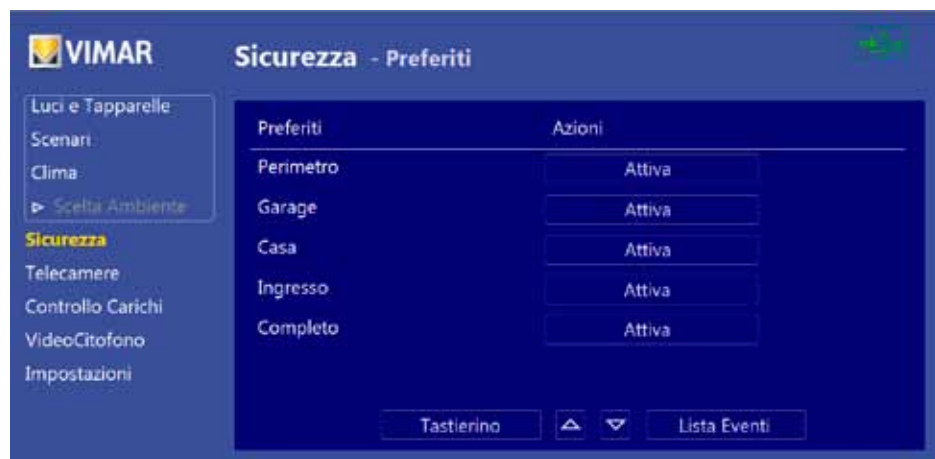 VIMAR
Sicurezza - Preferiti
Luci e Tapparelle
Scenari
Clima
Scelta Ambiente
Sicurezza
Telecamere
Controllo Carichi
VideoCitofono
Impostazioni
Preferiti Azioni
Perimetro Attiva
Garage Attiva
Casa Attiva
Ingresso Attiva
Completo Attiva
Tastierino Lista Eventi